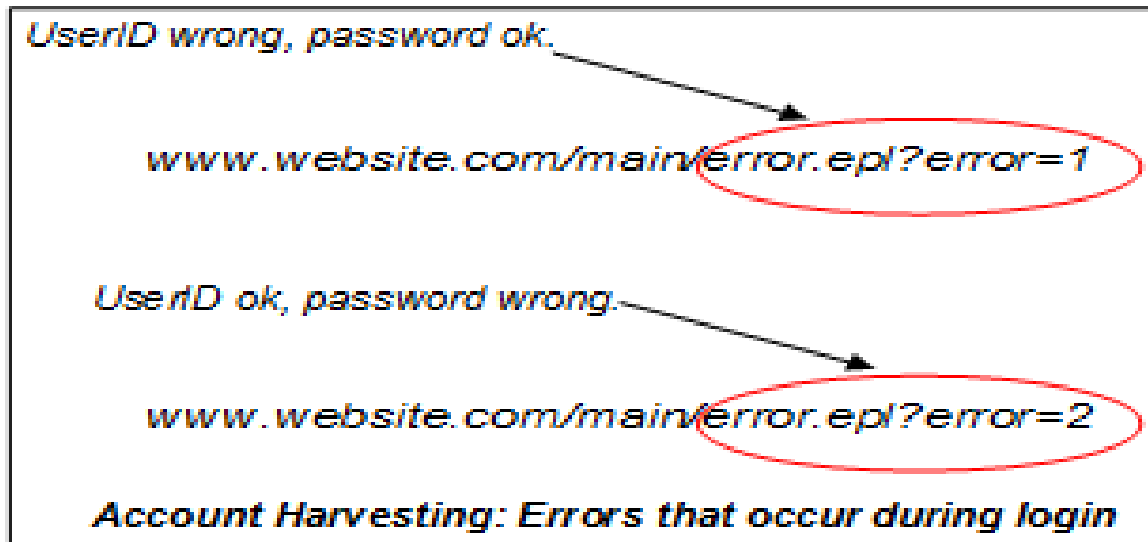 UserID wrong, password ok.
www.website.com/main/error.epl?error=1
UserID ok, password wrong.
www.website.com/main/error.epl?error=2
Account Harvesting: Errors that occur during login